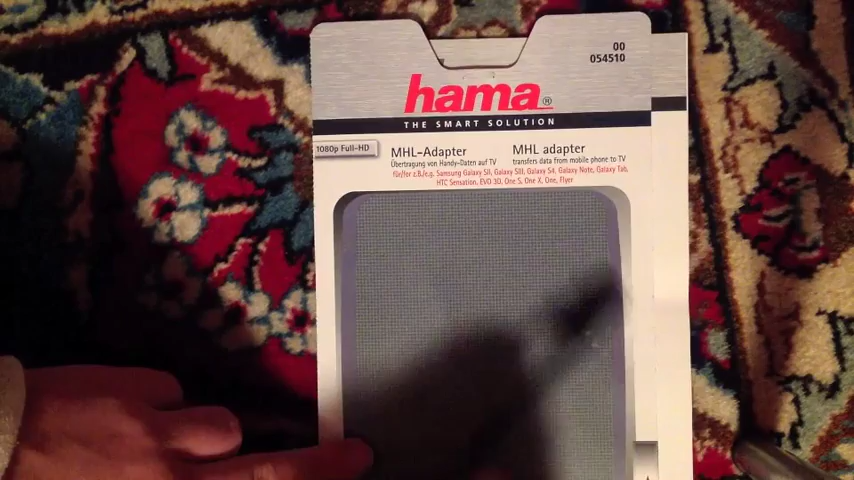 00
054510
hama®
THE SMART SOLUTION
1080p Full-HD
MHL-Adapter
Übertragung von Handy-Daten auf TV
MHL adapter
transfers data from mobile phone to TV
für/for z.B./e.g. Samsung Galaxy SII, Galaxy SIII, Galaxy S4, Galaxy Note, Galaxy Tab,
HTC Sensation, EVO 3D, One S, One X, One, Flyer